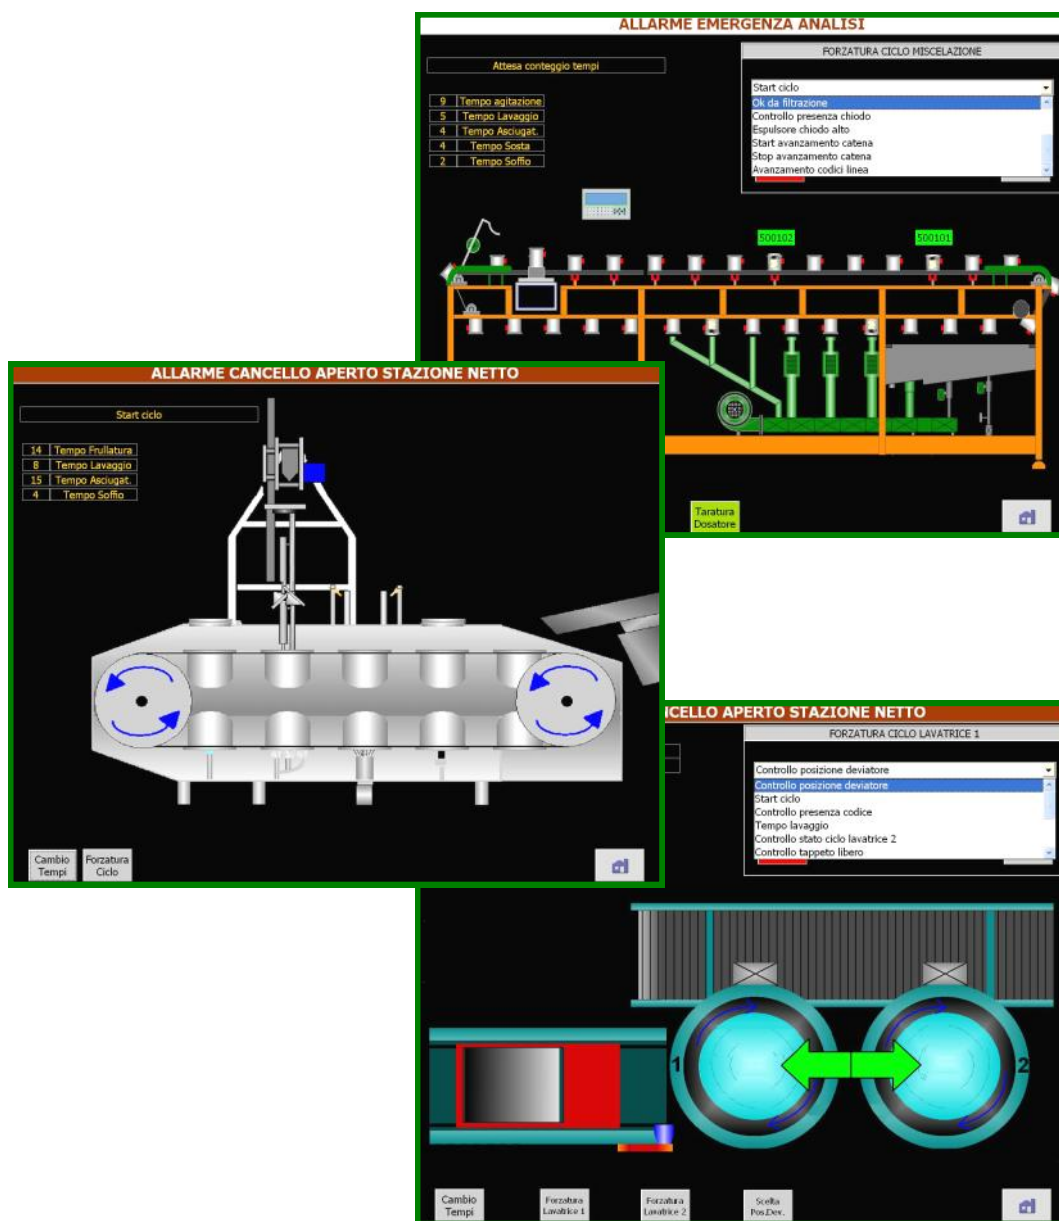 ALLARME EMERGENZA ANALISI
FORZATURA CICLO MISCELAZIONE
Attesa conteggio tempi
Start ciclo
Ok da filtrazione
Controllo presenza chiodo
Espulsore chiodo alto
Start avanzamento catena
Stop avanzamento catena
Avanzamento codici linea
9 Tempo agitazione
5 Tempo Lavaggio
4 Tempo Asciugat.
4 Tempo Sosta
2 Tempo Soffio
500102
500101
Taratura
Dosatore
ALLARME CANCELLO APERTO STAZIONE NETTO
Start ciclo
14 Tempo Frullatura
8 Tempo Lavaggio
15 Tempo Asciugat.
4 Tempo Soffio
Cambio
Tempi
Forzatura
Ciclo
NCELLO APERTO STAZIONE NETTO
FORZATURA CICLO LAVATRICE 1
Controllo posizione deviatore
Controllo posizione deviatore
Start ciclo
Controllo presenza codice
Tempo lavaggio
Controllo stato ciclo lavatrice 2
Controllo tappeto libero
1
2
Cambio
Tempi
Forzatura
Lavatrice 1
Forzatura
Lavatrice 2
Scelta
Pos.Dev.